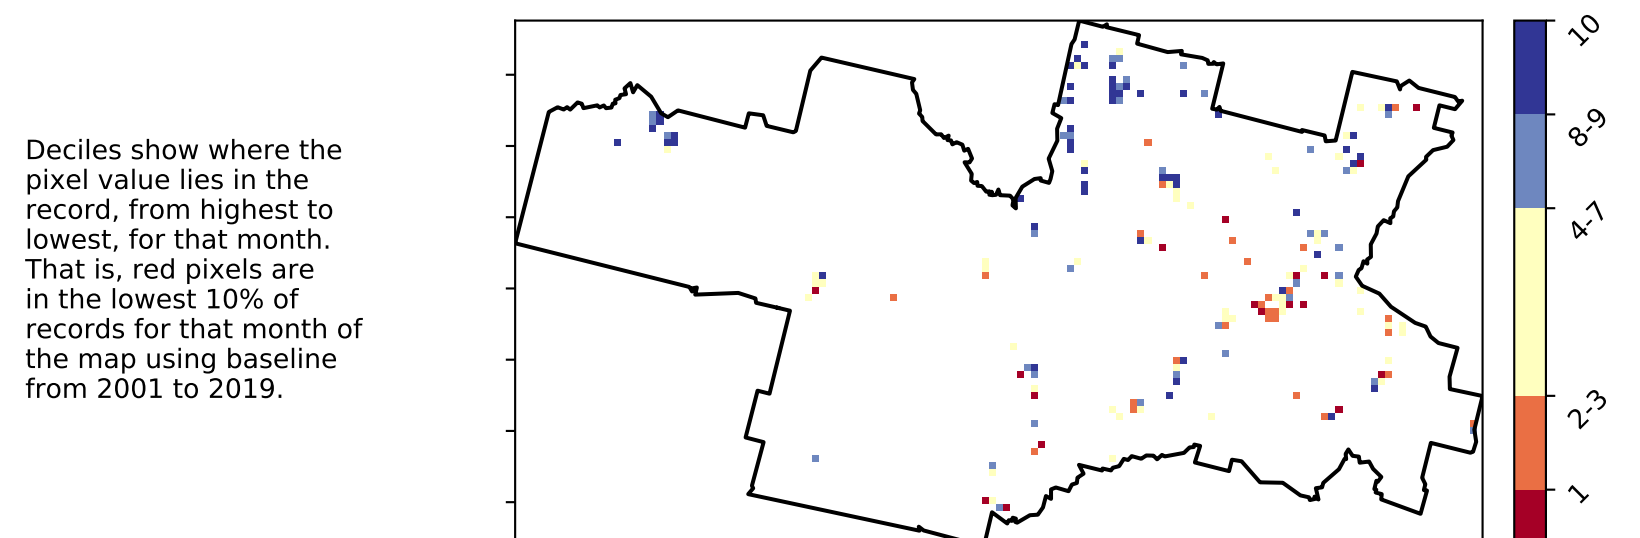 Deciles show where the
pixel value lies in the
record, from highest to
lowest, for that month.
That is, red pixels are
in the lowest 10% of
records for that month of
the map using baseline
from 2001 to 2019.
10
8-9
4-7
2-3
1